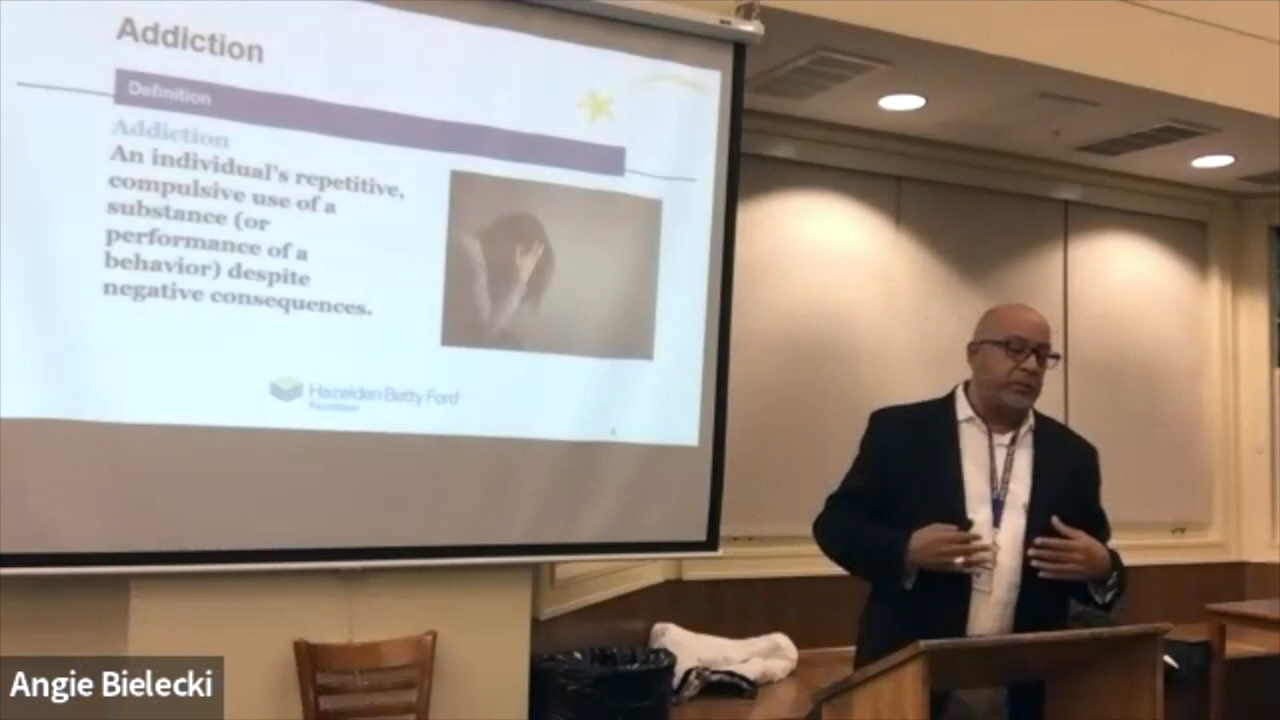 Addiction
Definition
Addiction
An individual's repetitive,
compulsive use of a
substance (or
performance of a
behavior) despite
negative consequences.
Hazelden Betty Ford
Foundation
Angie Bielecki